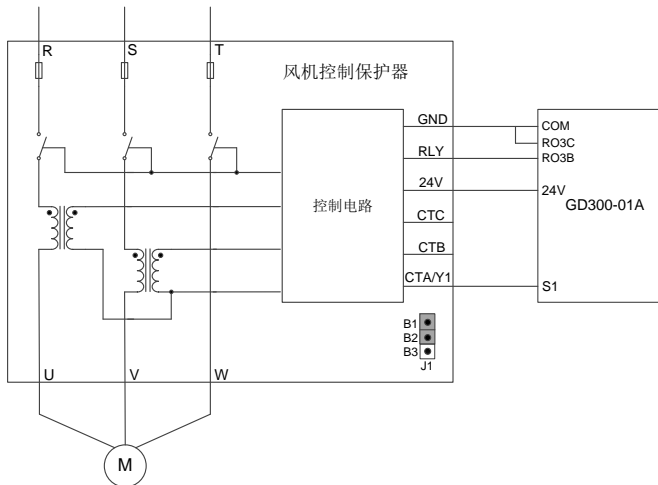 R S T
风机控制保护器
GND
COM
RO3C
RLY
RO3B
24V
24V
GD300-01A
控制电路
CTC
CTB
CTA/Y1
S1
B1
B2
B3
J1
U V W
M